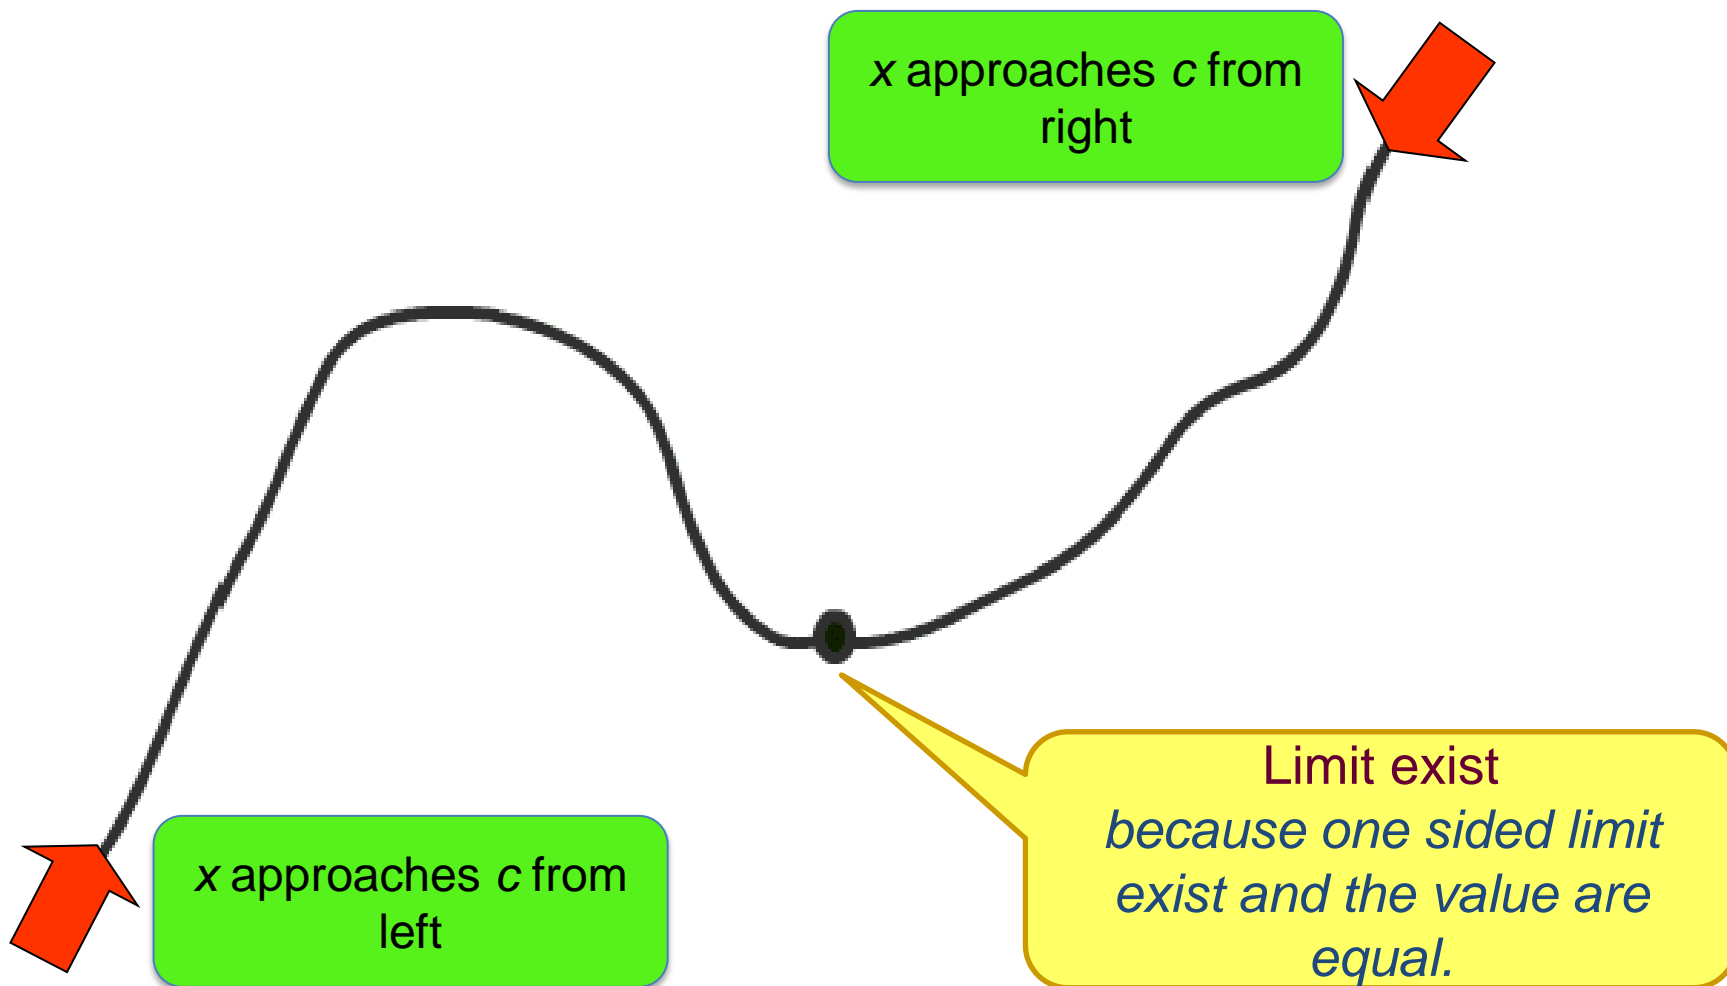 x approaches c from
right
x approaches c from
left
Limit exist
because one sided limit
exist and the value are
equal.